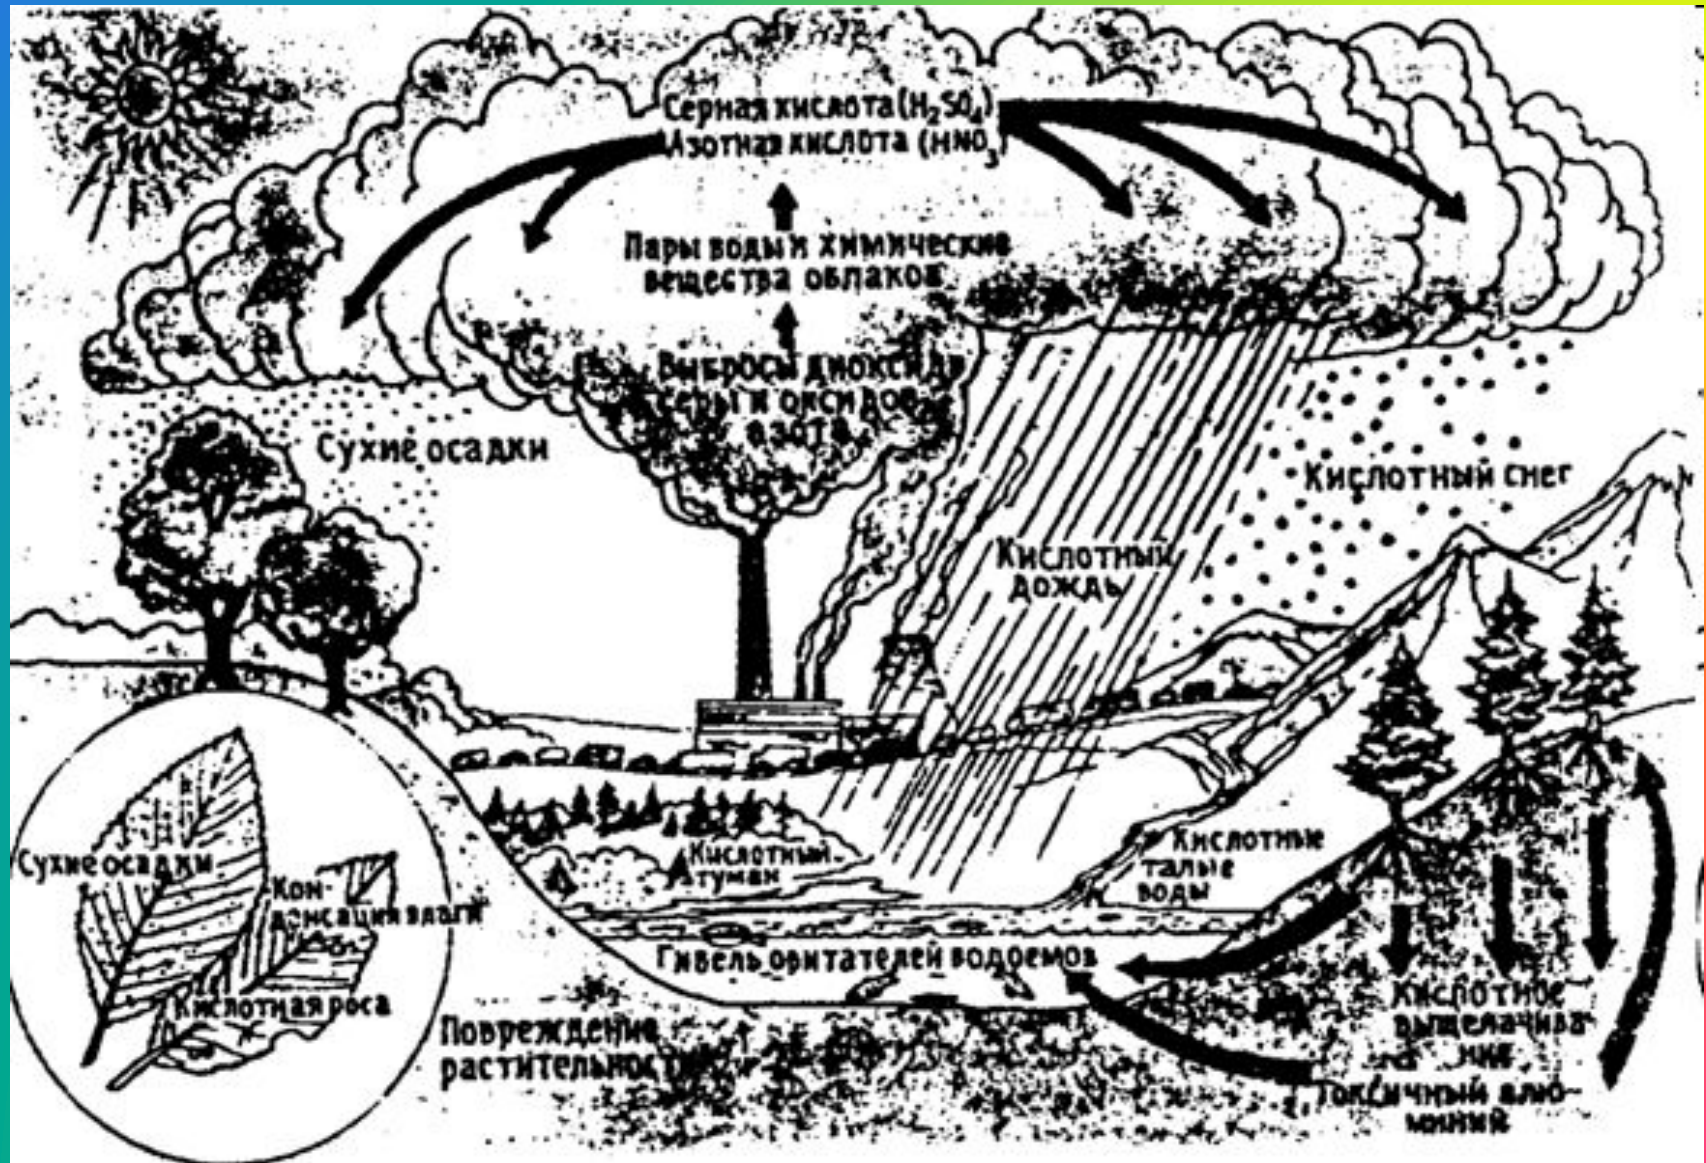 Серная кислота (H₂SO₄)
Азотная кислота (HNO₃)
Пары воды и химические
вещества облаков
Выбросы диоксида
серы и оксидов
азота
Сухие осадки
Кислотный снег
Кислотный
дождь
Сухие осадки
Кон-
денсация влаги
Кислотная роса
Кислотный
туман
Кислотные
талые
воды
Гибель обитателей водоемов
Повреждение
растительности
Кислотное
выщелачива-
ние
Токсичный алю-
миний